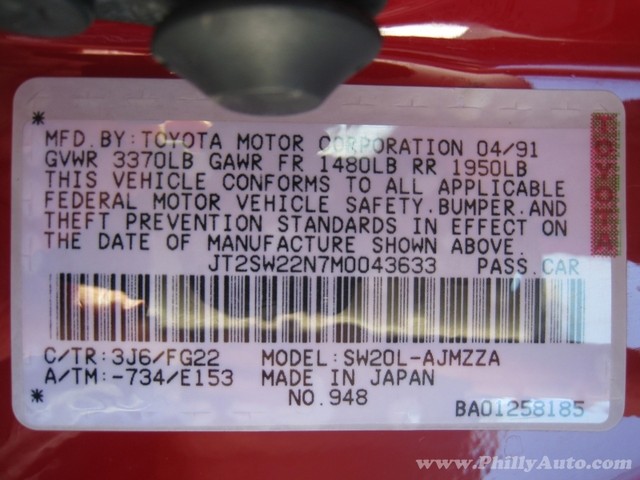 *
MFD. BY: TOYOTA MOTOR CORPORATION 04/91
GVWR 3370LB GAWR FR 1480LB RR 1950LB
THIS VEHICLE CONFORMS TO ALL APPLICABLE
FEDERAL MOTOR VEHICLE SAFETY.BUMPER.AND
THEFT PREVENTION STANDARDS IN EFFECT ON
THE DATE OF MANUFACTURE SHOWN ABOVE.
TOYOTA
JT2SW22N7M0043633 PASS.CAR
C/TR: 3J6/FG22 MODEL: SW20L-AJMZZA
A/TM: -734/E153 MADE IN JAPAN
* NO.948 BA01258185
www.PhillyAuto.com